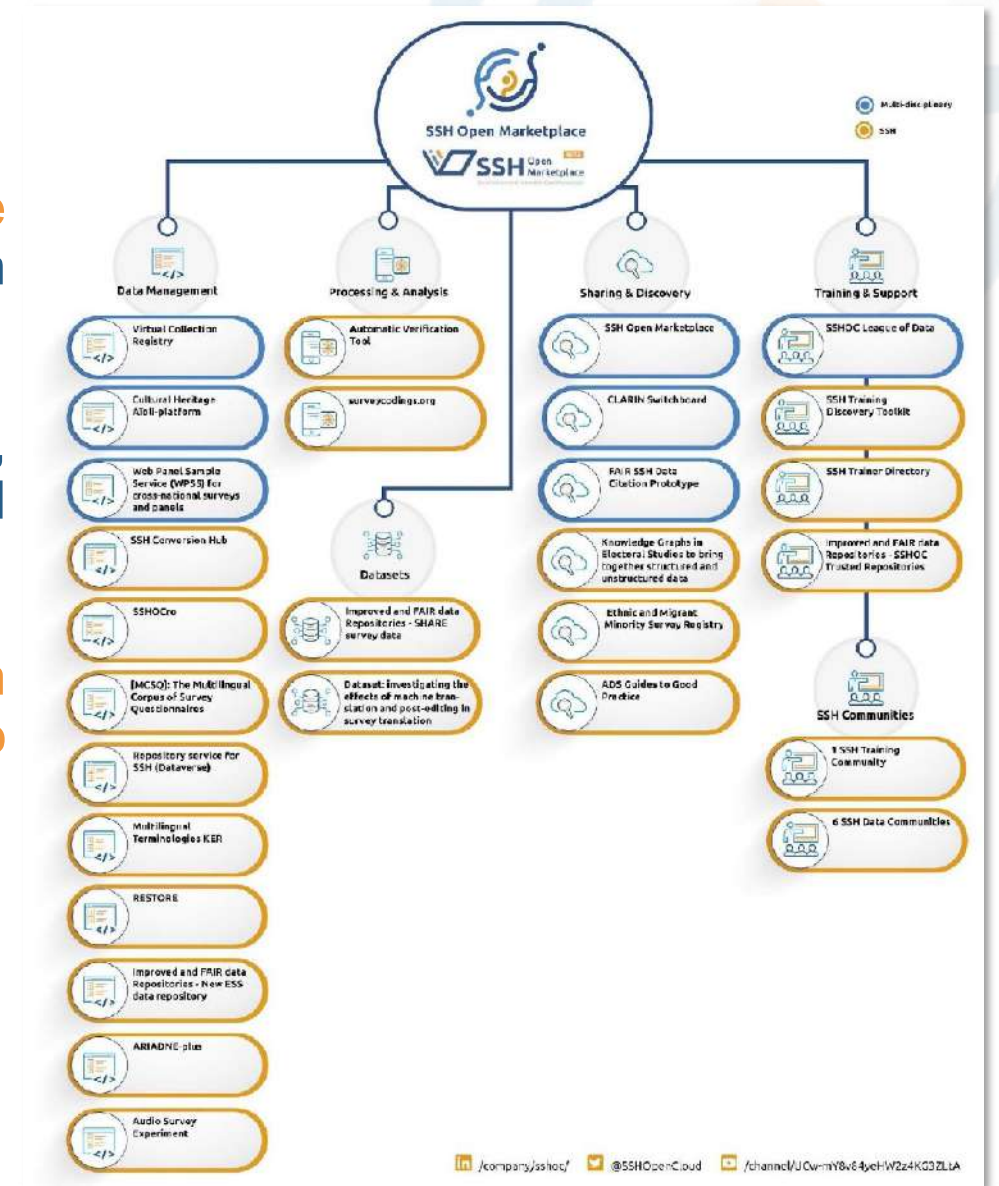 SSH Open Marketplace
SSH Open
Marketplace
BETA
Multi-disciplinary
SSH
Data Management
Processing & Analysis
Sharing & Discovery
Training & Support
Virtual Collection
Registry
Cultural Heritage
Aïoli-platform
Web Panel Sample
Service (WPSS) for
cross-national surveys
and panels
SSH Conversion Hub
SSHOCro
[MCSQ]: The Multilingual
Corpus of Survey
Questionnaires
Repository service for
SSH (Dataverse)
Multilingual
Terminologies KER
RESTORE
Improved and FAIR data
Repositories - New ESS
data repository
ARIADNE-plus
Audio Survey
Experiment
Automatic Verification
Tool
surveycodings.org
Datasets
Improved and FAIR data
Repositories - SHARE
survey data
Dataset: investigating the
effects of machine tran-
slation and post-editing in
survey translation
SSH Open Marketplace
CLARIN Switchboard
FAIR SSH Data
Citation Prototype
Knowledge Graphs in
Electoral Studies to bring
together structured and
unstructured data
Ethnic and Migrant
Minority Survey Registry
ADS Guides to Good
Practice
SSHOC League of Data
SSH Training
Discovery Toolkit
SSH Trainer Directory
Improved and FAIR data
Repositories - SSHOC
Trusted Repositories
SSH Communities
1 SSH Training
Community
6 SSH Data Communities
/company/sshoc/
@SSHOpenCloud